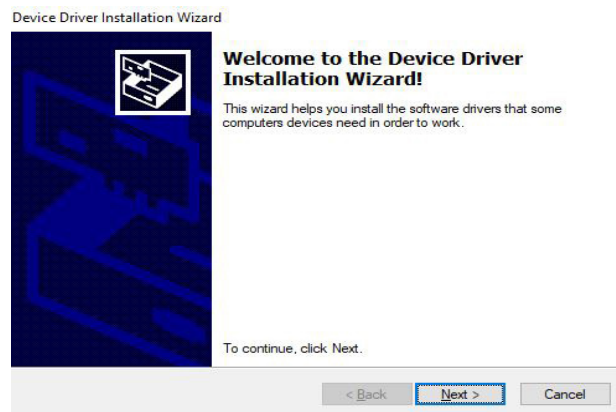 Device Driver Installation Wizard
Welcome to the Device Driver
Installation Wizard!
This wizard helps you install the software drivers that some
computers devices need in order to work.
To continue, click Next.
< Back
Next >
Cancel